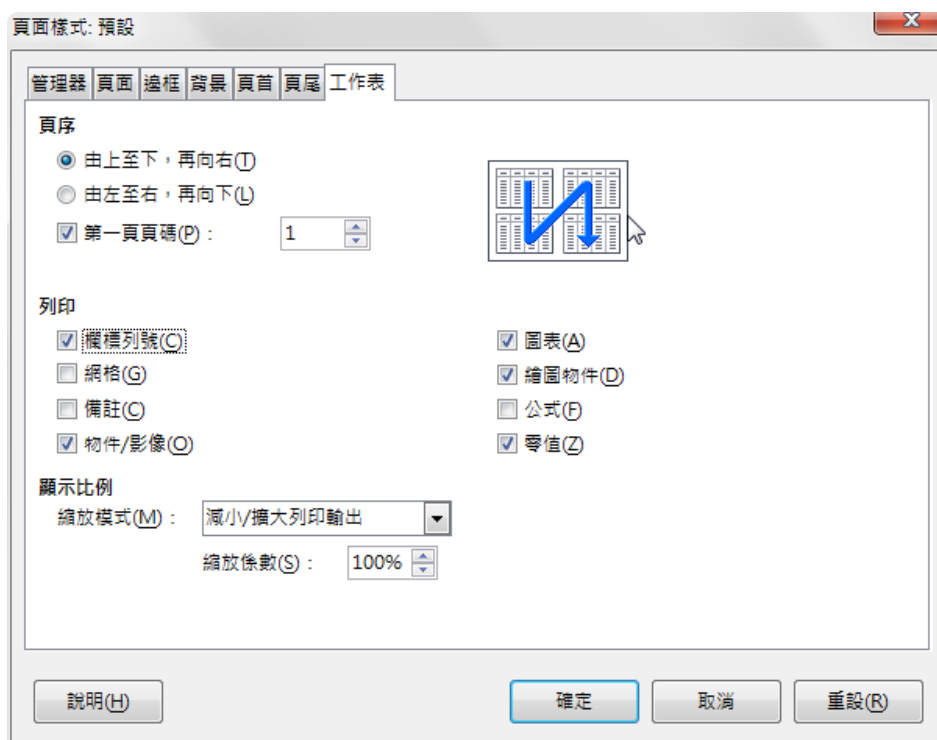 頁面樣式: 預設
管理器 頁面 邊框 背景 頁首 頁尾 工作表
頁序
由上至下，再向右(T)
由左至右，再向下(L)
第一頁頁碼(P)： 1
列印
欄標列號(C) 圖表(A)
網格(G) 繪圖物件(D)
備註(C) 公式(F)
物件/影像(O) 零值(Z)
顯示比例
縮放模式(M)： 減小/擴大列印輸出
縮放係數(S)： 100%
說明(H) 確定 取消 重設(R)